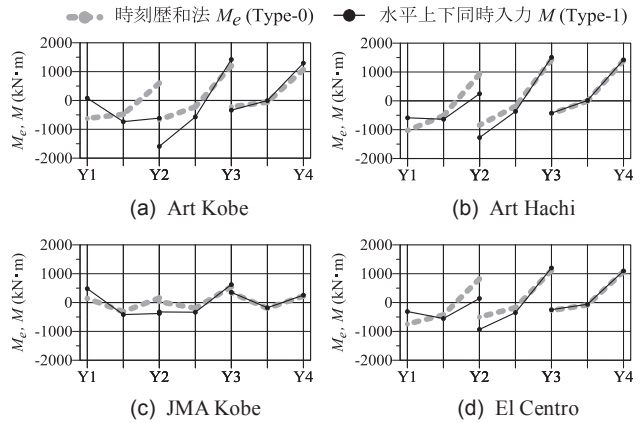 時刻歴和法 Me (Type-0) 水平上下同時入力 M (Type-1)
Me, M (kN・m)
2000
1000
0
-1000
-2000
Y1 Y2 Y3 Y4
(a) Art Kobe
Me, M (kN・m)
2000
1000
0
-1000
-2000
Y1 Y2 Y3 Y4
(b) Art Hachi
Me, M (kN・m)
2000
1000
0
-1000
-2000
Y1 Y2 Y3 Y4
(c) JMA Kobe
Me, M (kN・m)
2000
1000
0
-1000
-2000
Y1 Y2 Y3 Y4
(d) El Centro